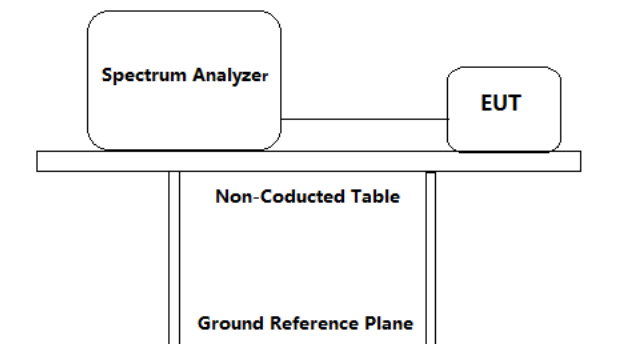 Spectrum Analyzer
EUT
Non-Coducted Table
Ground Reference Plane